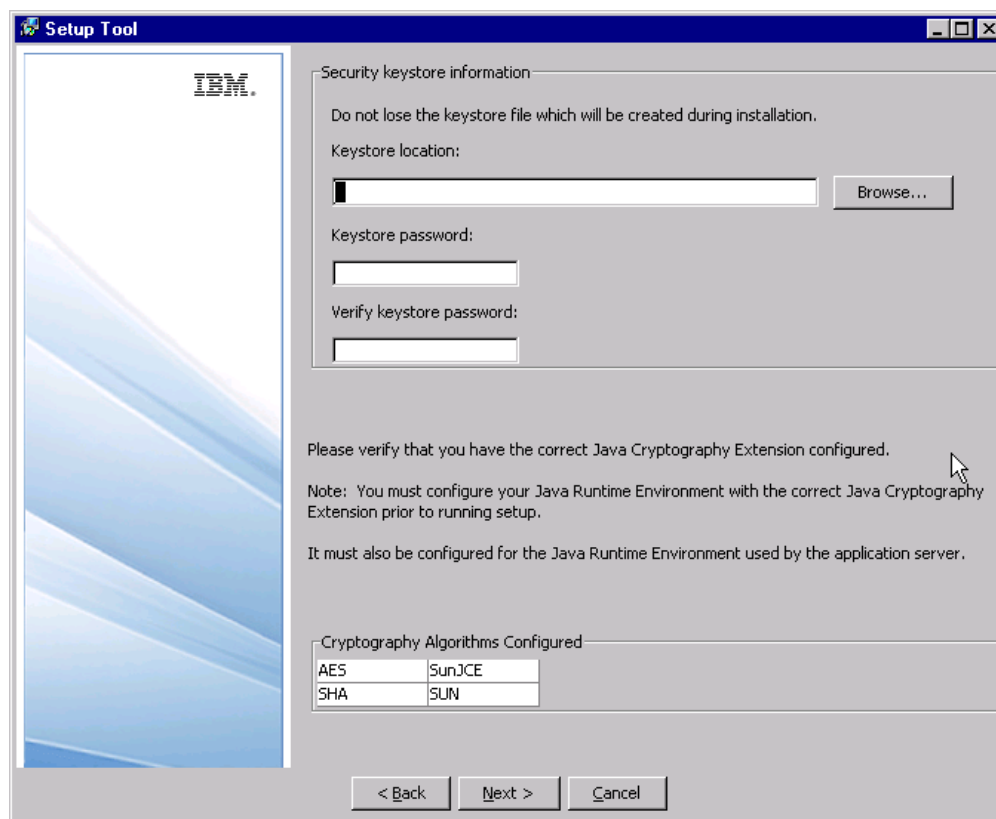 Setup Tool
IBM.
Security keystore information
Do not lose the keystore file which will be created during installation.
Keystore location:
Browse...
Keystore password:
Verify keystore password:
Please verify that you have the correct Java Cryptography Extension configured.
Note: You must configure your Java Runtime Environment with the correct Java Cryptography
Extension prior to running setup.
It must also be configured for the Java Runtime Environment used by the application server.
Cryptography Algorithms Configured
AES SunJCE
SHA SUN
< Back Next > Cancel